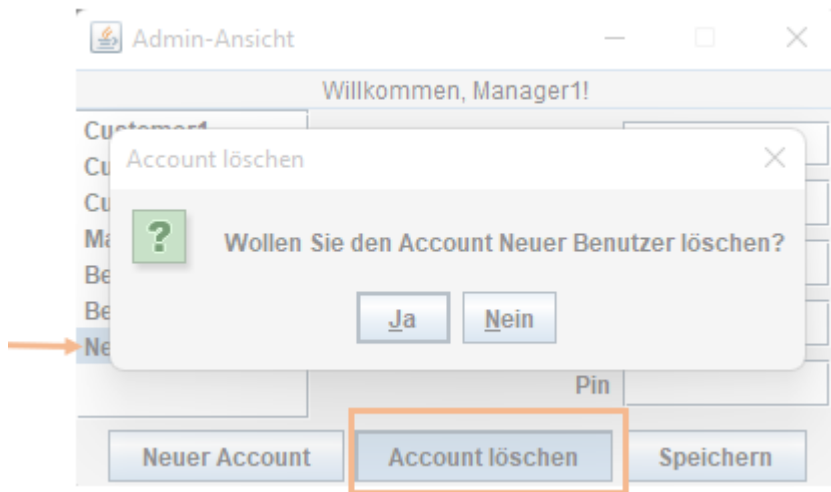 Admin-Ansicht
Willkommen, Manager1!
Account löschen
Wollen Sie den Account Neuer Benutzer löschen?
Ja Nein
Pin
Neuer Account Account löschen Speichern